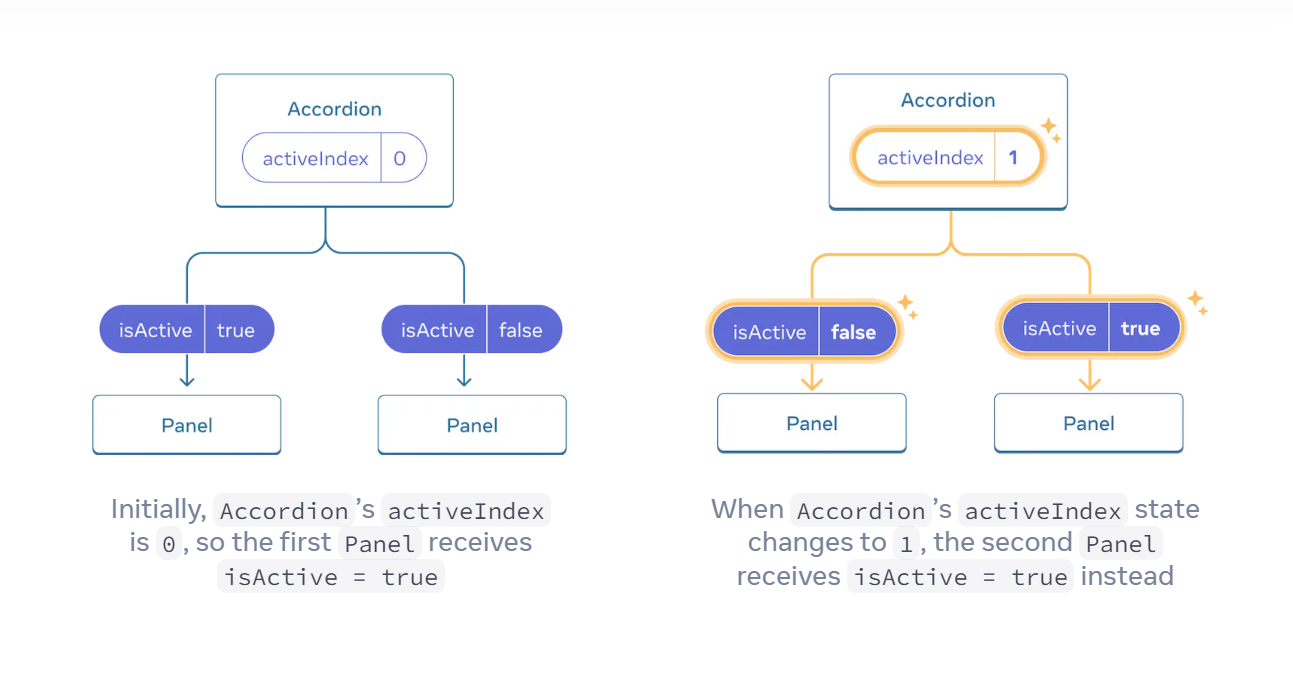 Accordion
activeIndex 0
isActive true
isActive false
Panel
Panel
Initially, Accordion's activeIndex
is 0, so the first Panel receives
isActive = true
Accordion
activeIndex 1
isActive false
isActive true
Panel
Panel
When Accordion's activeIndex state
changes to 1, the second Panel
receives isActive = true instead